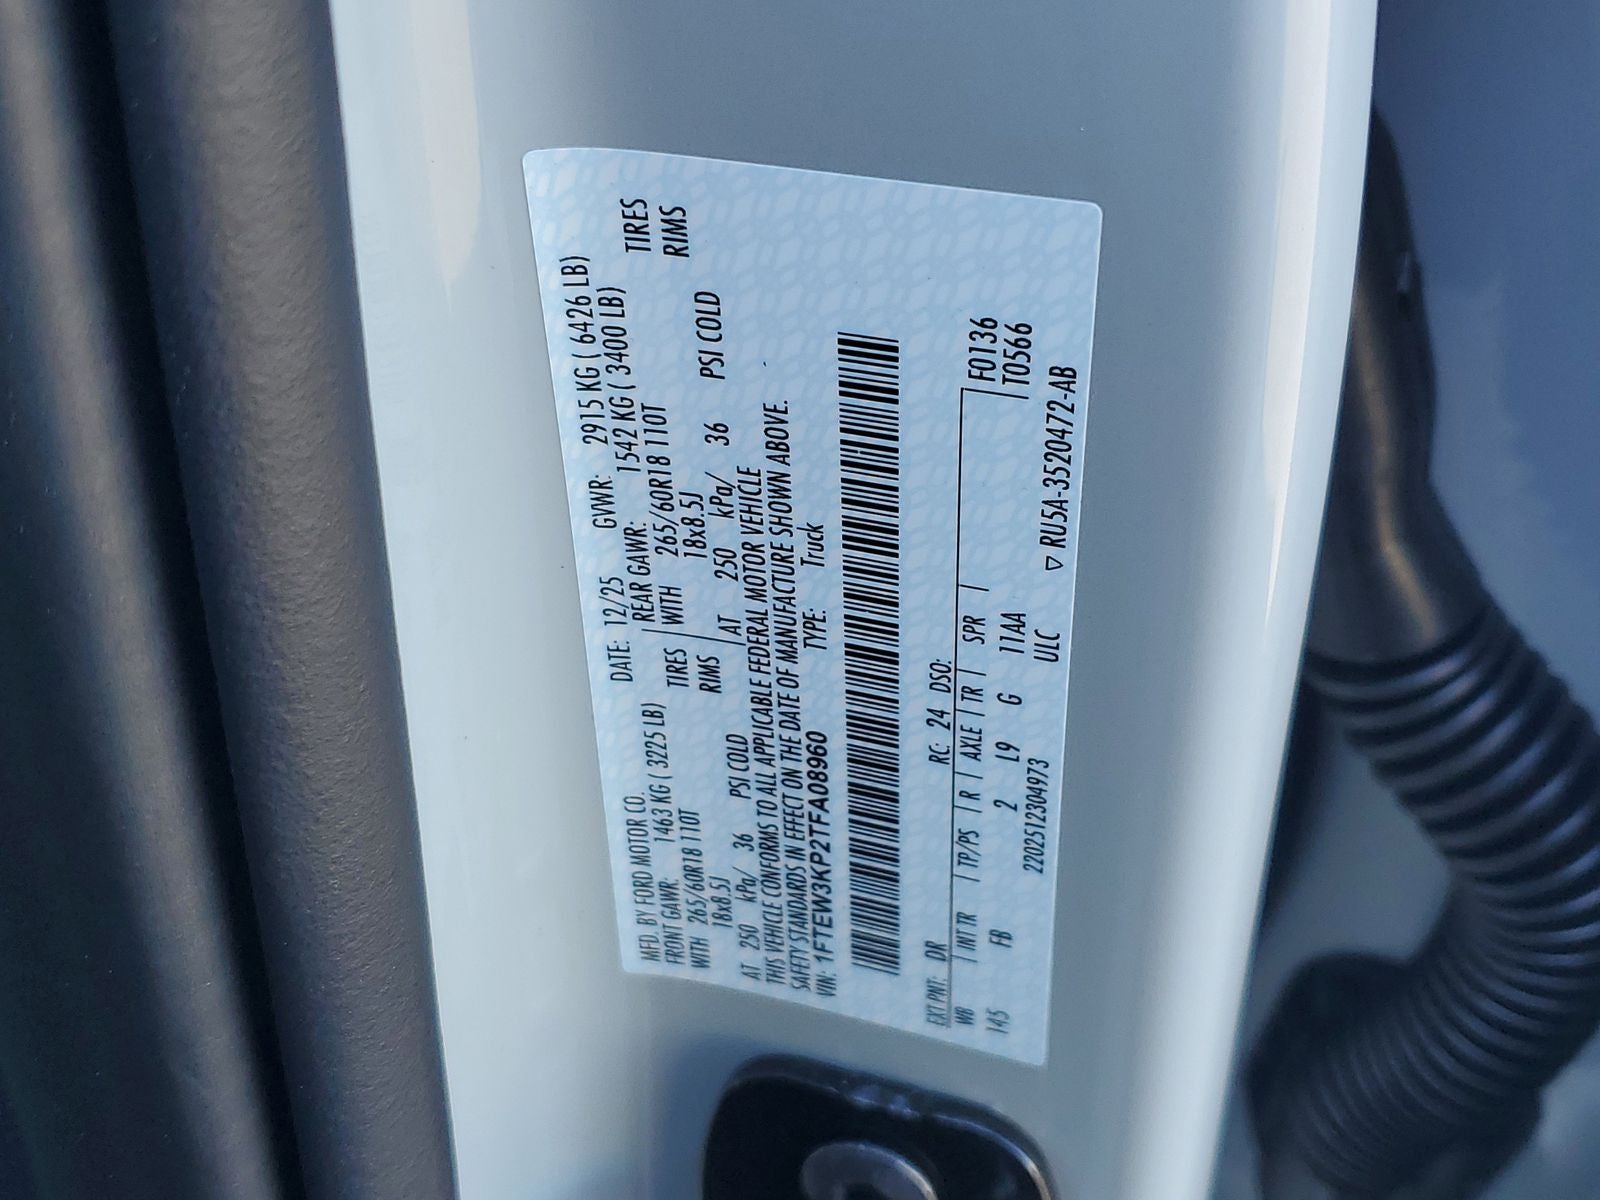 MFD. BY FORD MOTOR CO.
DATE: 12/25 GVWR: 2915 KG ( 6426 LB)
FRONT GAWR: 1463 KG ( 3225 LB) REAR GAWR: 1542 KG ( 3400 LB)
WITH 265/60R18 110T TIRES WITH 265/60R18 110T TIRES
18x8.5J RIMS 18x8.5J RIMS
AT 250 kPa/ 36 PSI COLD AT 250 kPa/ 36 PSI COLD
THIS VEHICLE CONFORMS TO ALL APPLICABLE FEDERAL MOTOR VEHICLE
SAFETY STANDARDS IN EFFECT ON THE DATE OF MANUFACTURE SHOWN ABOVE.
VIN: 1FTEW3KP2TFA08960 TYPE: Truck
EXT PNT: DR RC: 24 DSO:
WB | INT TR | TP/PS | R | AXLE | TR | SPR | F0136
145 FB 2 L9 G 11AA T0566
2202512304973 ULC
▽ RU5A-3520472-AB